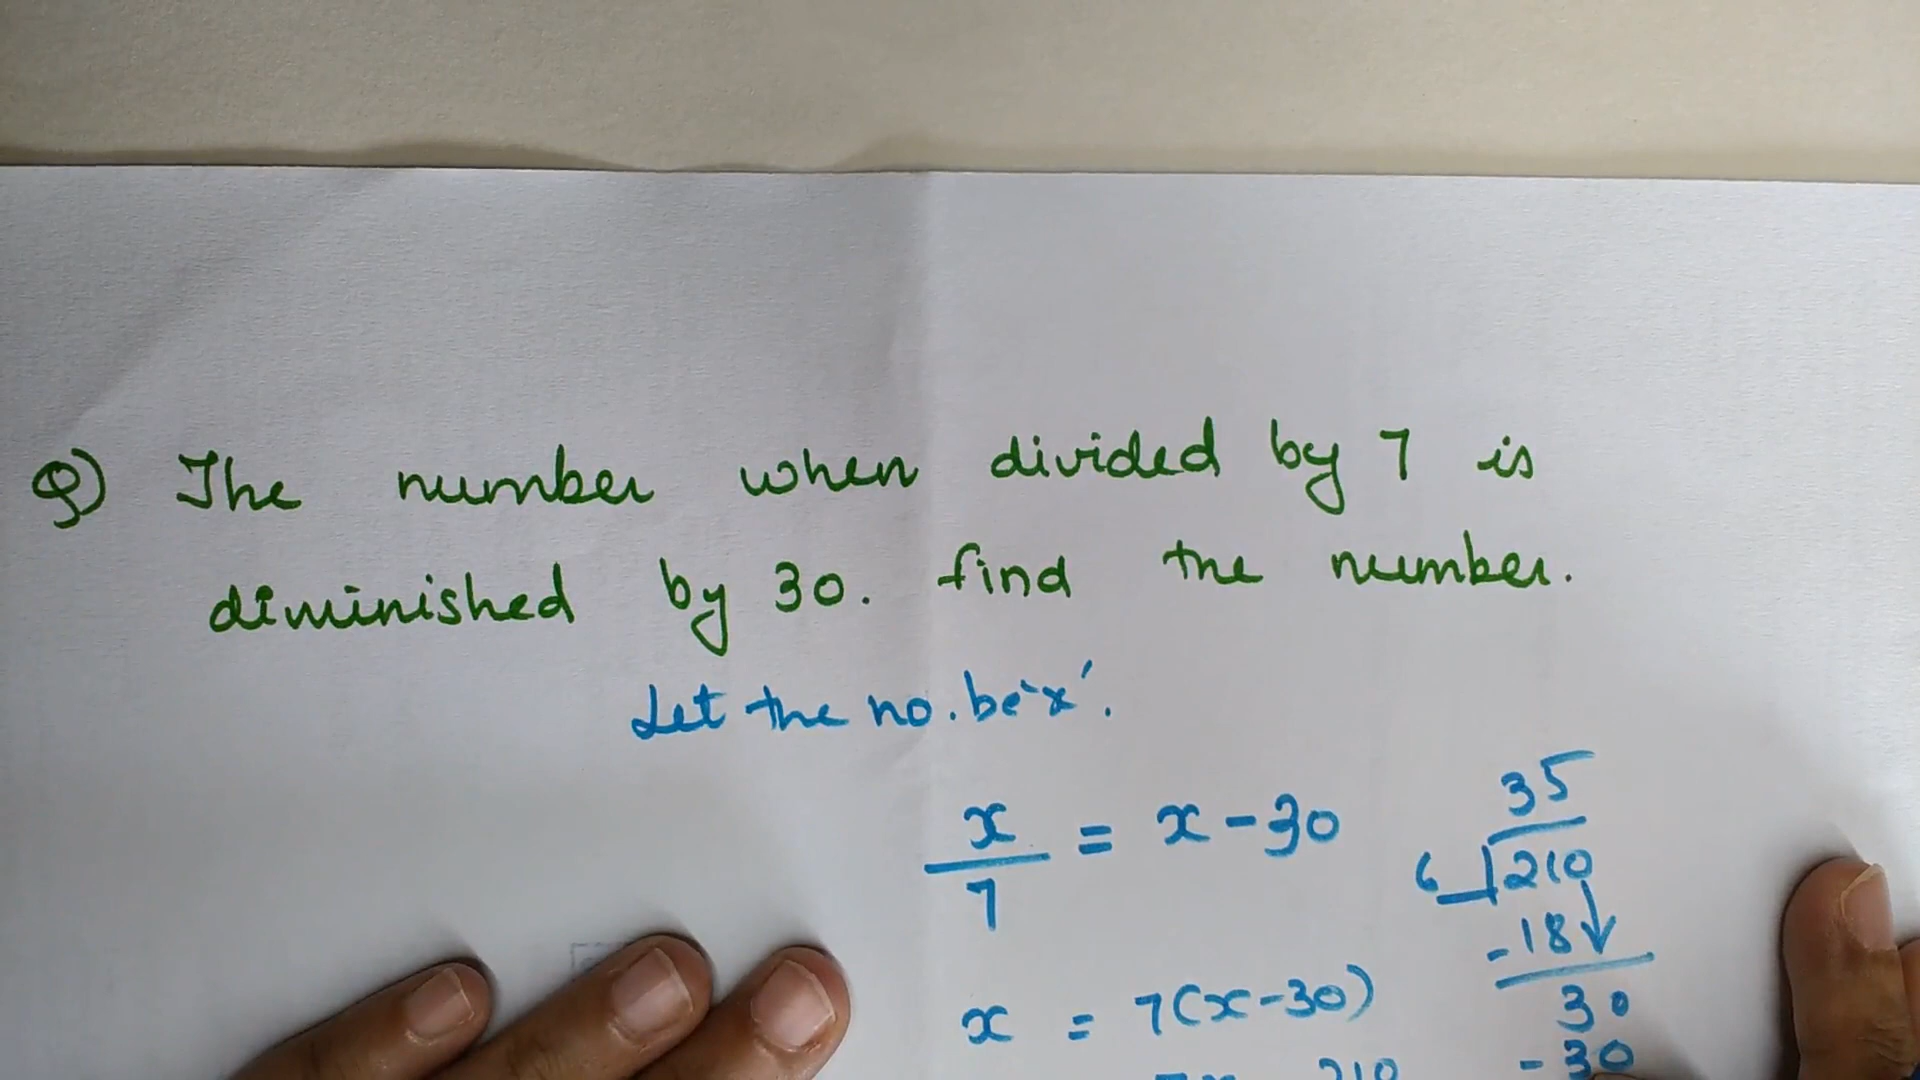 Q) The number when divided by 7 is
diminished by 30. find the number.
Let the no. be 'x'.
x/7 = x - 30
x = 7(x-30)
210
35
6 210
-18
30
-30